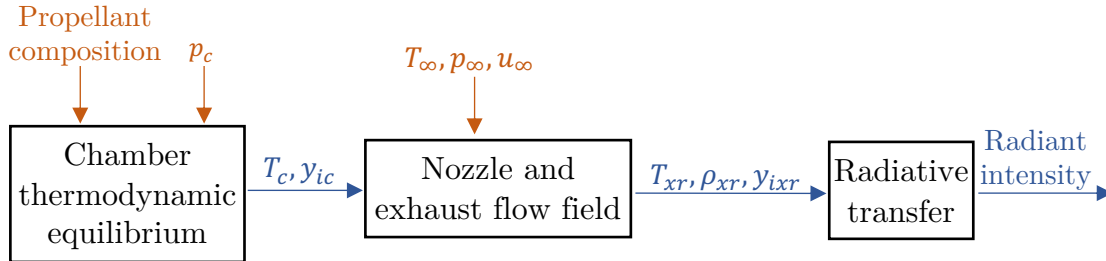 Propellant
composition
p_c
T_∞, p_∞, u_∞
Chamber
thermodynamic
equilibrium
T_c, y_ic
Nozzle and
exhaust flow field
T_xr, ρ_xr, y_ixr
Radiative
transfer
Radiant
intensity